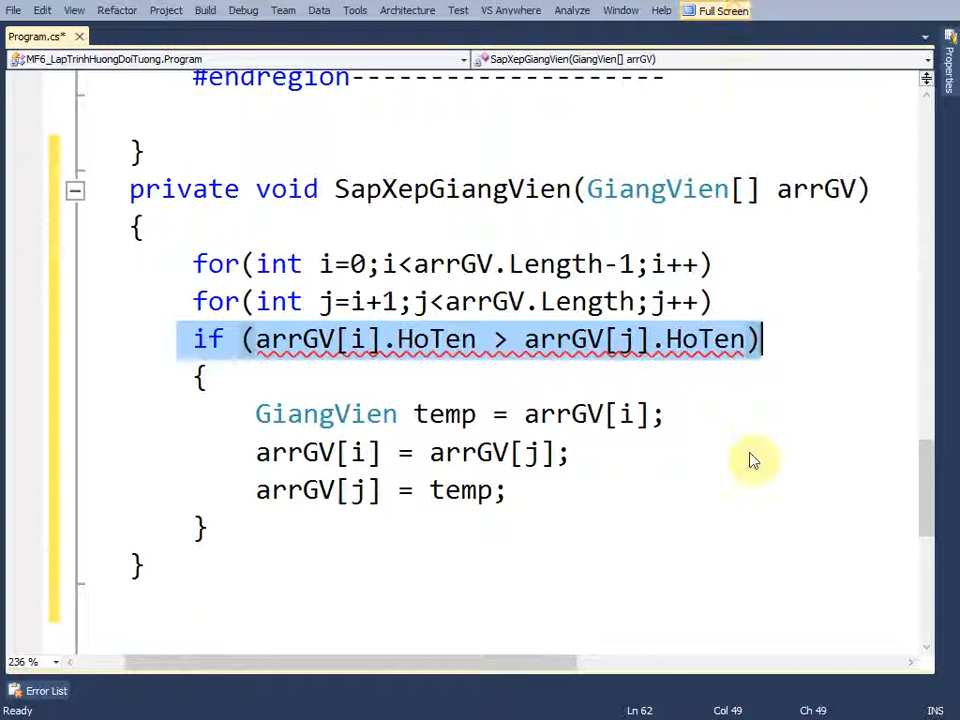 File Edit View Refactor Project Build Debug Team Data Tools Architecture Test VS Anywhere Analyze Window Help Full Screen
Program.cs*
MF6_LapTrinhHuongDoiTuong.Program SapXepGiangVien(GiangVien[] arrGV)
Properties
#endregion--------------------
}
private void SapXepGiangVien(GiangVien[] arrGV)
{
for(int i=0;i<arrGV.Length-1;i++)
for(int j=i+1;j<arrGV.Length;j++)
if (arrGV[i].HoTen > arrGV[j].HoTen)
{
GiangVien temp = arrGV[i];
arrGV[i] = arrGV[j];
arrGV[j] = temp;
}
}
236 %
Error List
Ready Ln 62 Col 49 Ch 49 INS